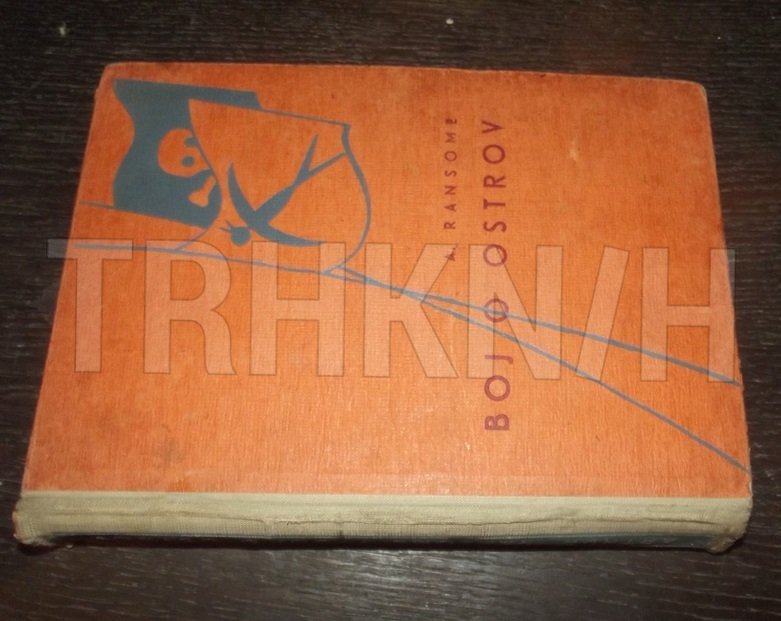 A. RANSOME
BOJ O OSTROV
TRHKNIH